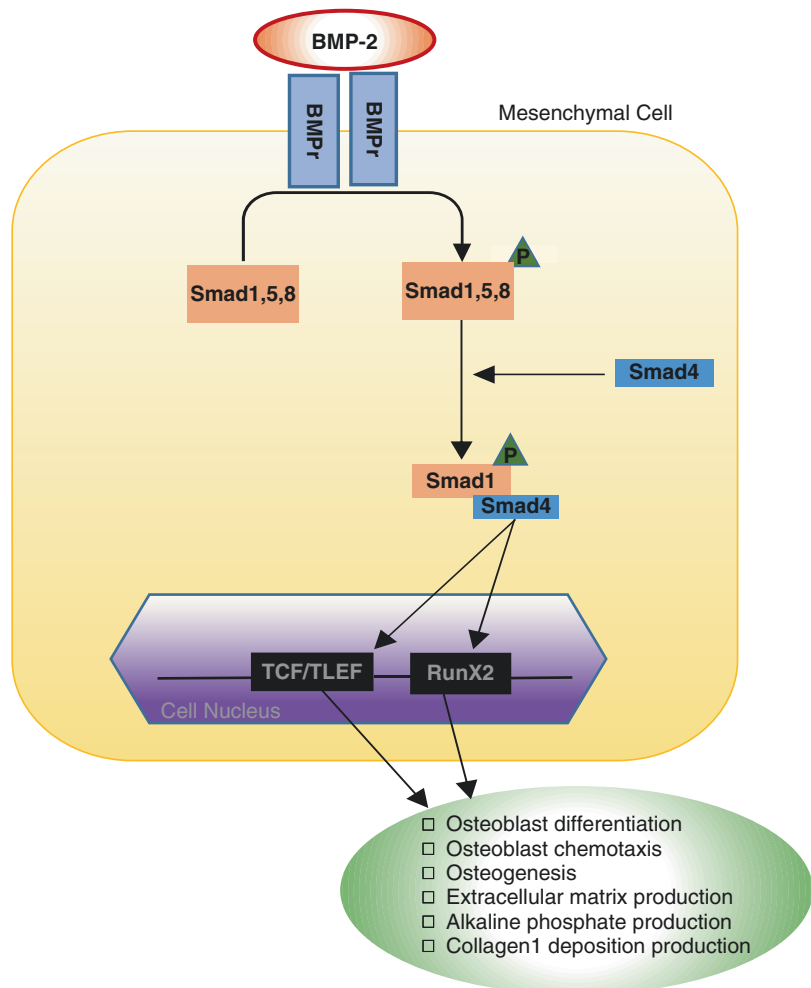 BMP-2
BMPr
BMPr
Mesenchymal Cell
Smad1,5,8
Smad1,5,8
P
Smad4
P
Smad1
Smad4
TCF/TLEF
RunX2
Cell Nucleus
□ Osteoblast differentiation
□ Osteoblast chemotaxis
□ Osteogenesis
□ Extracellular matrix production
□ Alkaline phosphate production
□ Collagen1 deposition production